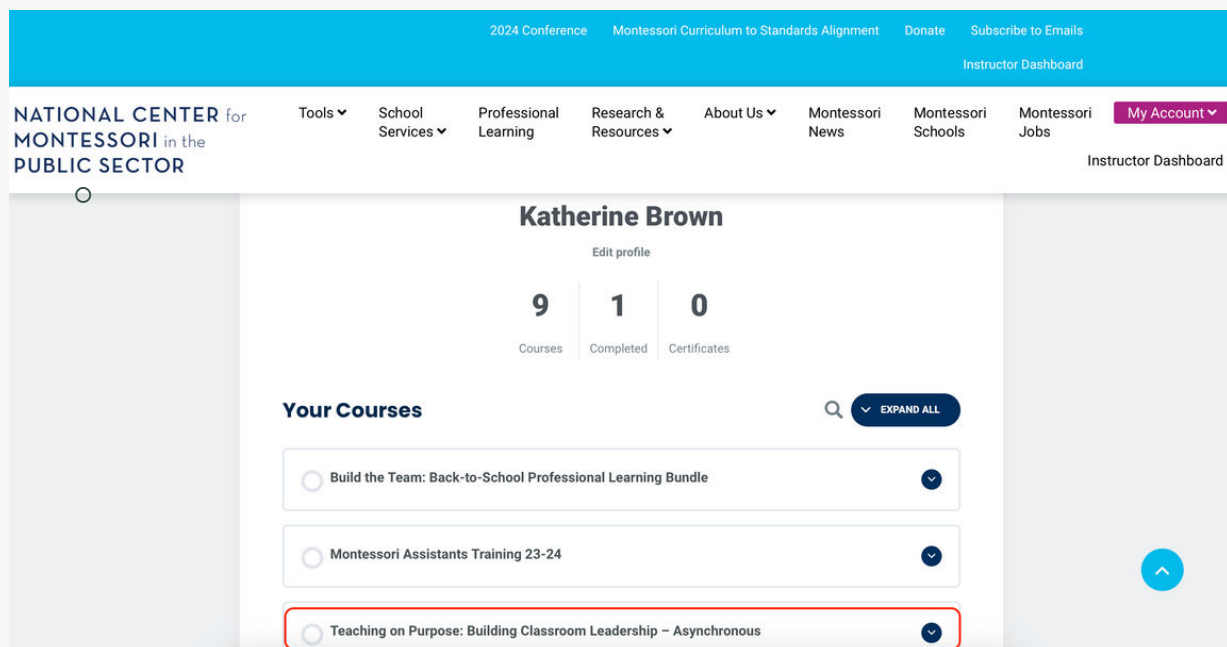 2024 Conference Montessori Curriculum to Standards Alignment Donate Subscribe to Emails
Instructor Dashboard
NATIONAL CENTER for
MONTESSORI in the
PUBLIC SECTOR
Tools
School
Services
Professional
Learning
Research &
Resources
About Us
Montessori
News
Montessori
Schools
Montessori
Jobs
My Account
Instructor Dashboard
Katherine Brown
Edit profile
9 1 0
Courses Completed Certificates
Your Courses
EXPAND ALL
Build the Team: Back-to-School Professional Learning Bundle
Montessori Assistants Training 23-24
Teaching on Purpose: Building Classroom Leadership – Asynchronous